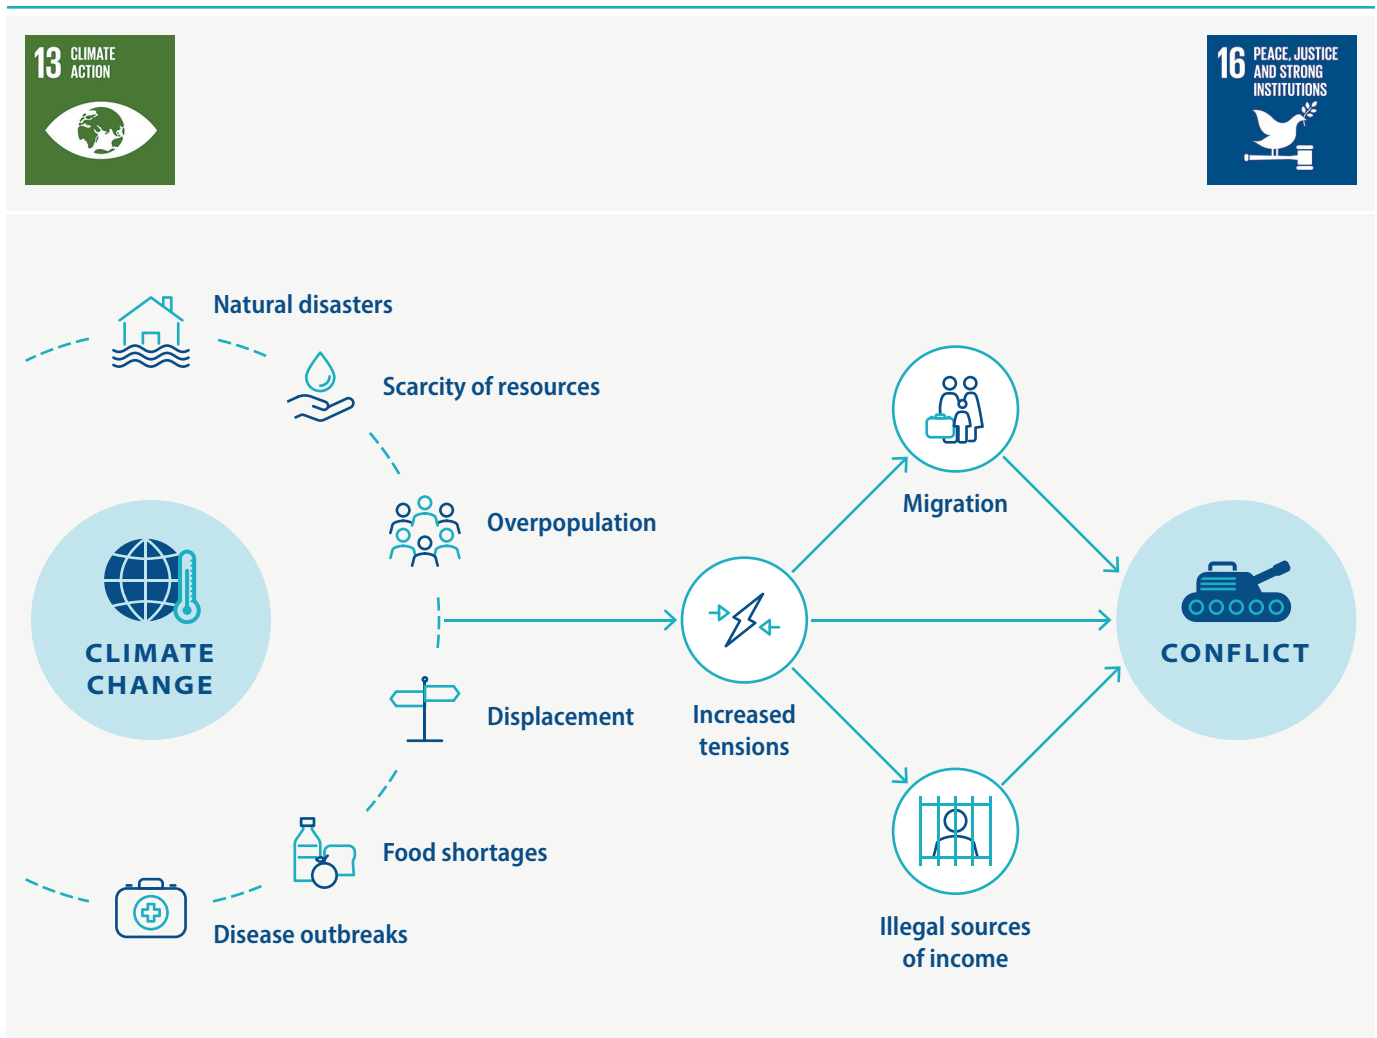 13 CLIMATE
ACTION
16 PEACE, JUSTICE
AND STRONG
INSTITUTIONS
Natural disasters
Scarcity of resources
Overpopulation
Displacement
Food shortages
Disease outbreaks
CLIMATE
CHANGE
Increased
tensions
Migration
Illegal sources
of income
CONFLICT